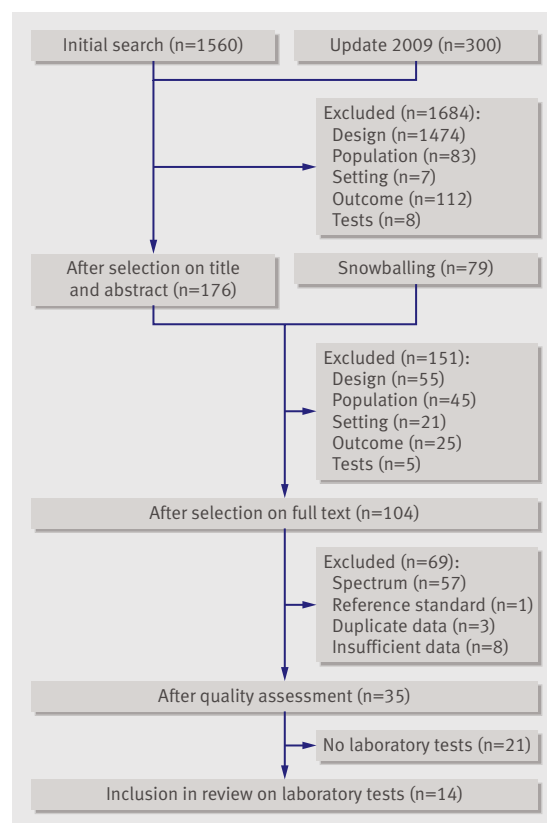 Initial search (n=1560)
Update 2009 (n=300)
Excluded (n=1684):
Design (n=1474)
Population (n=83)
Setting (n=7)
Outcome (n=112)
Tests (n=8)
After selection on title
and abstract (n=176)
Snowballing (n=79)
Excluded (n=151):
Design (n=55)
Population (n=45)
Setting (n=21)
Outcome (n=25)
Tests (n=5)
After selection on full text (n=104)
Excluded (n=69):
Spectrum (n=57)
Reference standard (n=1)
Duplicate data (n=3)
Insufficient data (n=8)
After quality assessment (n=35)
No laboratory tests (n=21)
Inclusion in review on laboratory tests (n=14)